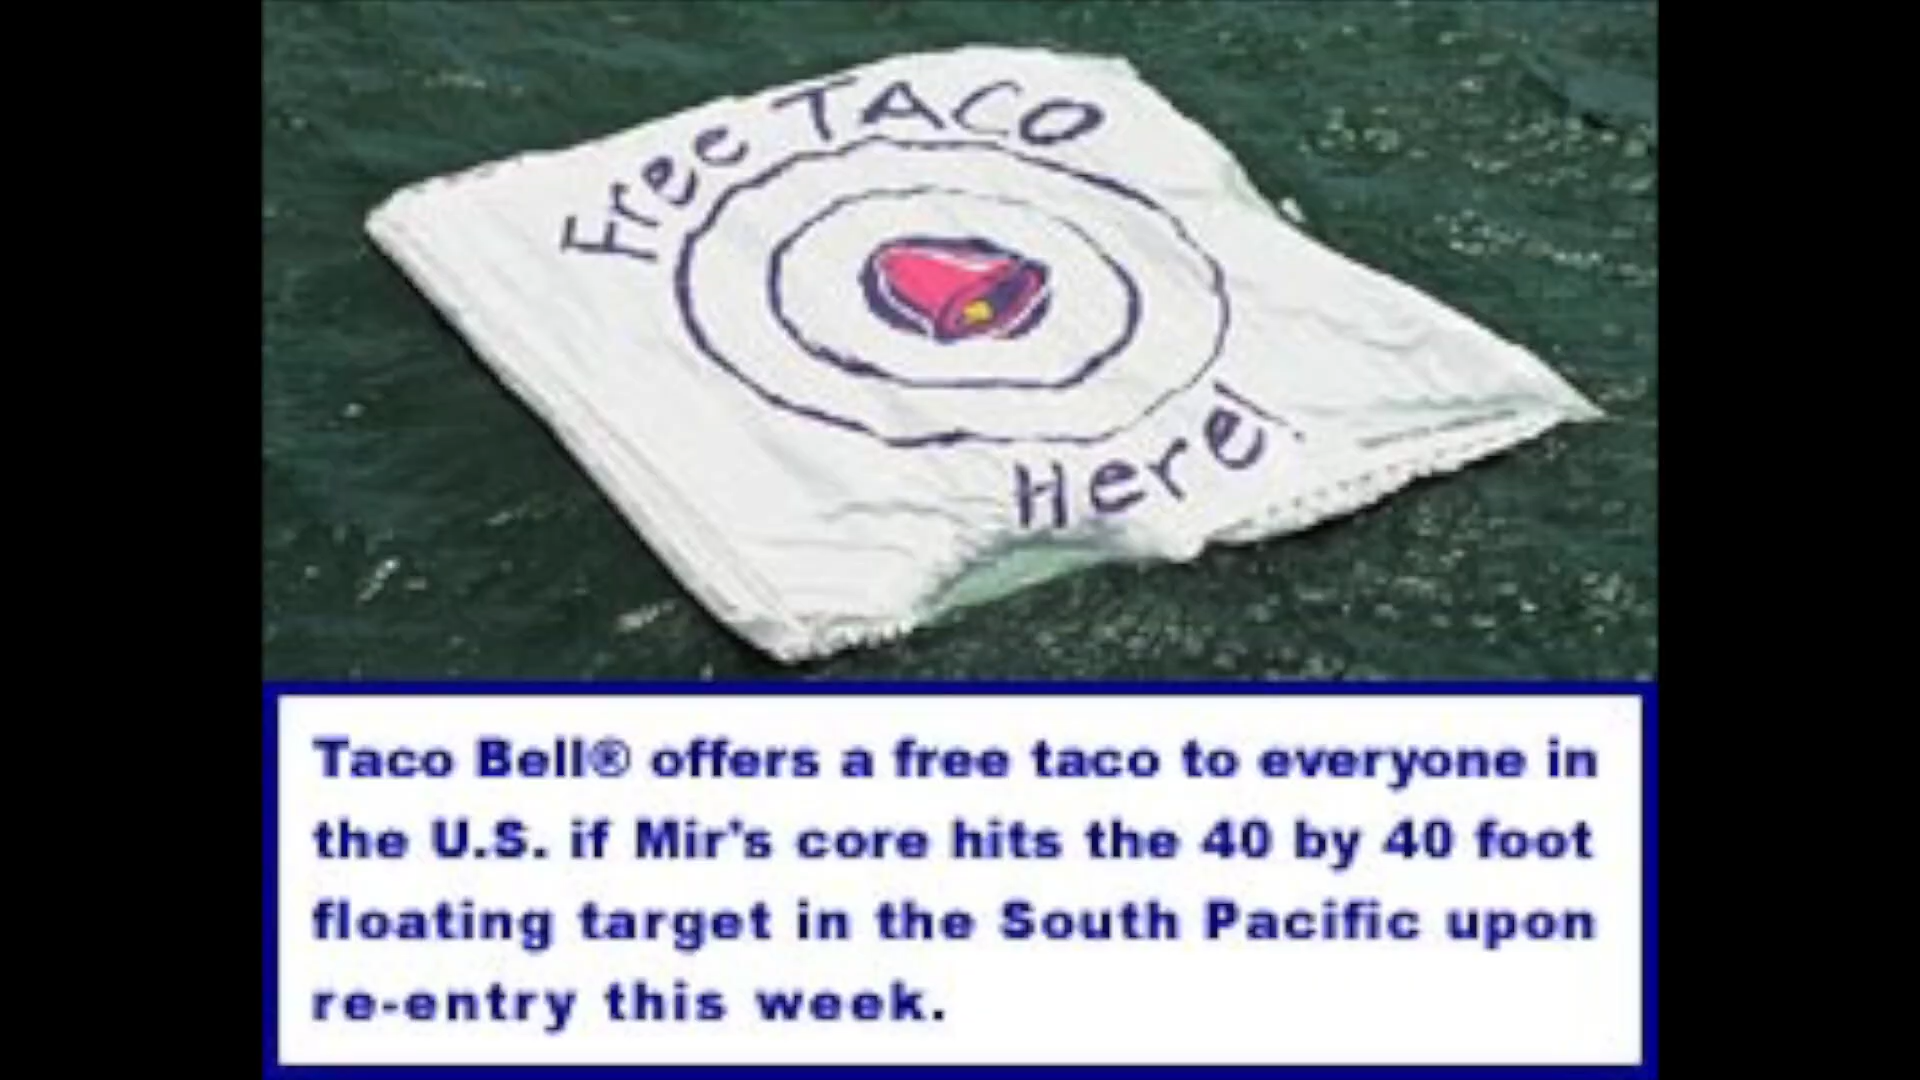 Free TACO
Here!
Taco Bell® offers a free taco to everyone in
the U.S. if Mir's core hits the 40 by 40 foot
floating target in the South Pacific upon
re-entry this week.